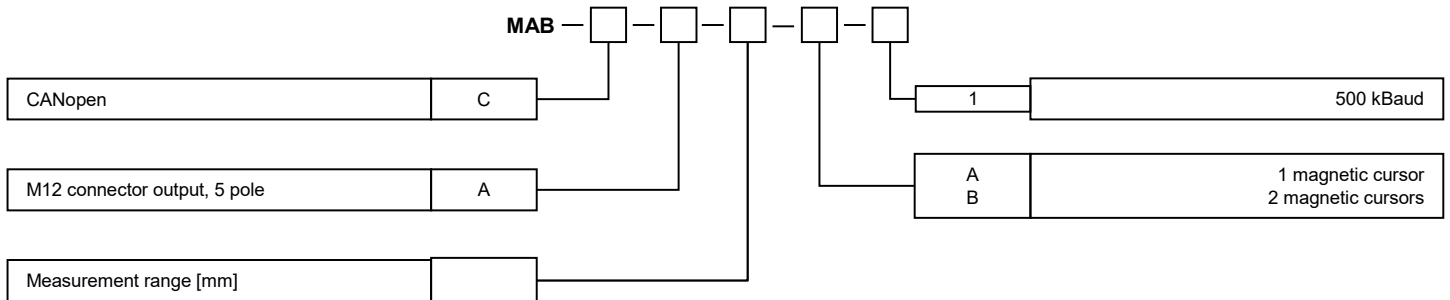 MAB
CANopen C
1 500 kBaud
M12 connector output, 5 pole A
A 1 magnetic cursor
B 2 magnetic cursors
Measurement range [mm]